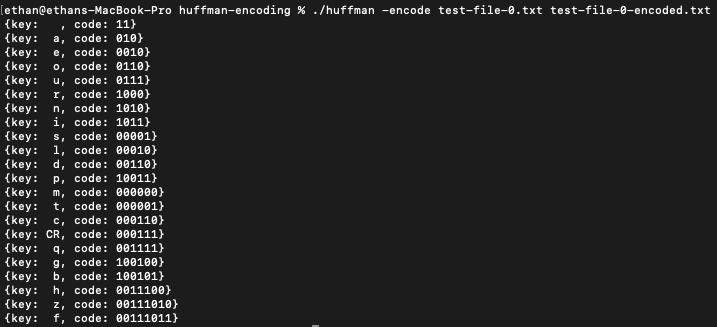 [ethan@ethans-MacBook-Pro huffman-encoding % ./huffman -encode test-file-0.txt test-file-0-encoded.txt
{key:   , code: 11}
{key:  a, code: 010}
{key:  e, code: 0010}
{key:  o, code: 0110}
{key:  u, code: 0111}
{key:  r, code: 1000}
{key:  n, code: 1010}
{key:  i, code: 1011}
{key:  s, code: 00001}
{key:  l, code: 00010}
{key:  d, code: 00110}
{key:  p, code: 10011}
{key:  m, code: 000000}
{key:  t, code: 000001}
{key:  c, code: 000110}
{key: CR, code: 000111}
{key:  q, code: 001111}
{key:  g, code: 100100}
{key:  b, code: 100101}
{key:  h, code: 0011100}
{key:  z, code: 00111010}
{key:  f, code: 00111011}